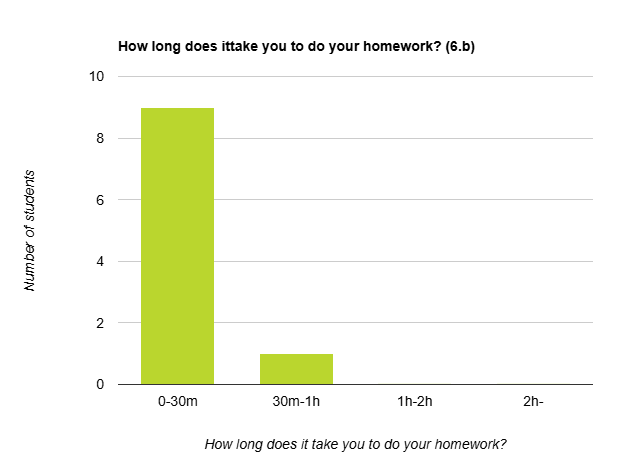 How long does ittake you to do your homework? (6.b)
10
8
6
4
2
0
Number of students
0-30m 30m-1h 1h-2h 2h-
How long does it take you to do your homework?